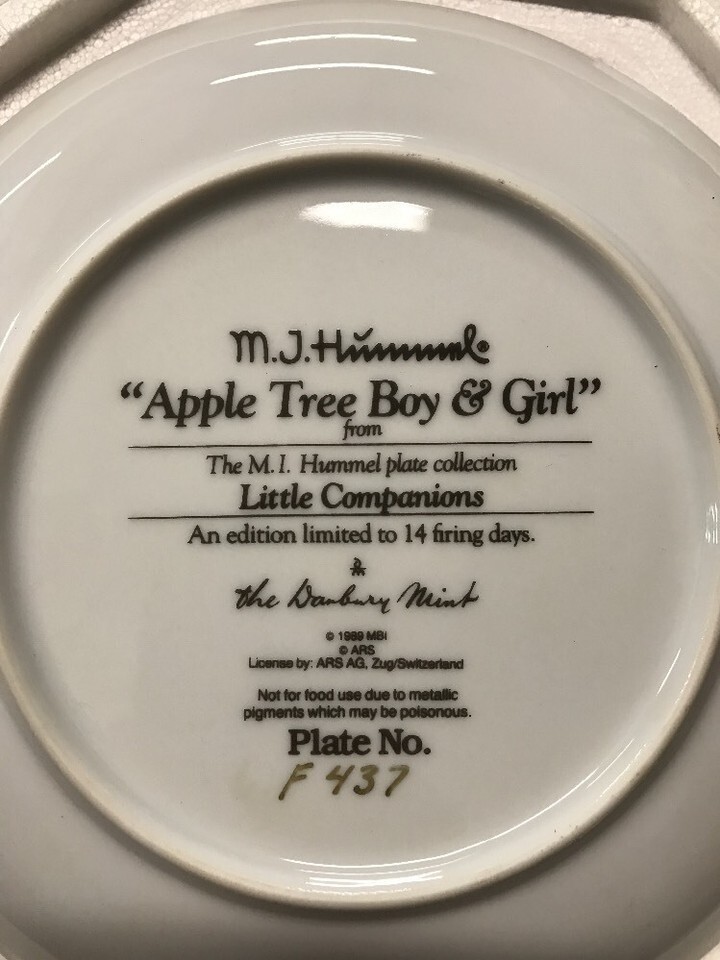 M.J.Hummel®
“Apple Tree Boy & Girl”
from
The M.I. Hummel plate collection
Little Companions
An edition limited to 14 firing days.
the Danbury Mint
© 1989 MBI
© ARS
License by: ARS AG, Zug/Switzerland
Not for food use due to metallic
pigments which may be poisonous.
Plate No.
F 437